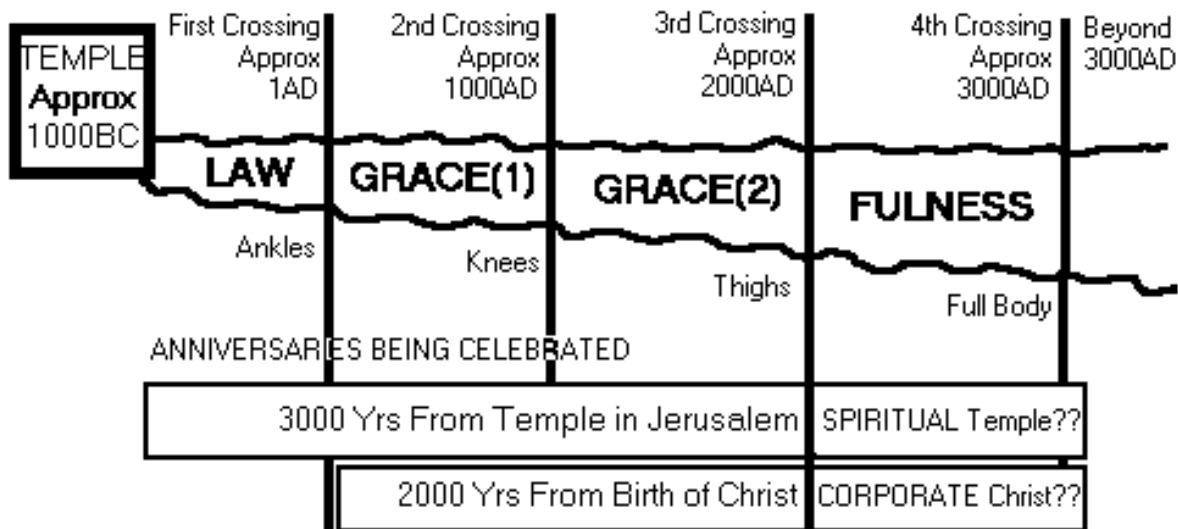 TEMPLE
Approx
1000BC
First Crossing
Approx
1AD
2nd Crossing
Approx
1000AD
3rd Crossing
Approx
2000AD
4th Crossing
Approx
3000AD
Beyond
3000AD
LAW
GRACE(1)
GRACE(2)
FULNESS
Ankles
Knees
Thighs
Full Body
ANNIVERSARIES BEING CELEBRATED
3000 Yrs From Temple in Jerusalem
SPIRITUAL Temple??
2000 Yrs From Birth of Christ
CORPORATE Christ??